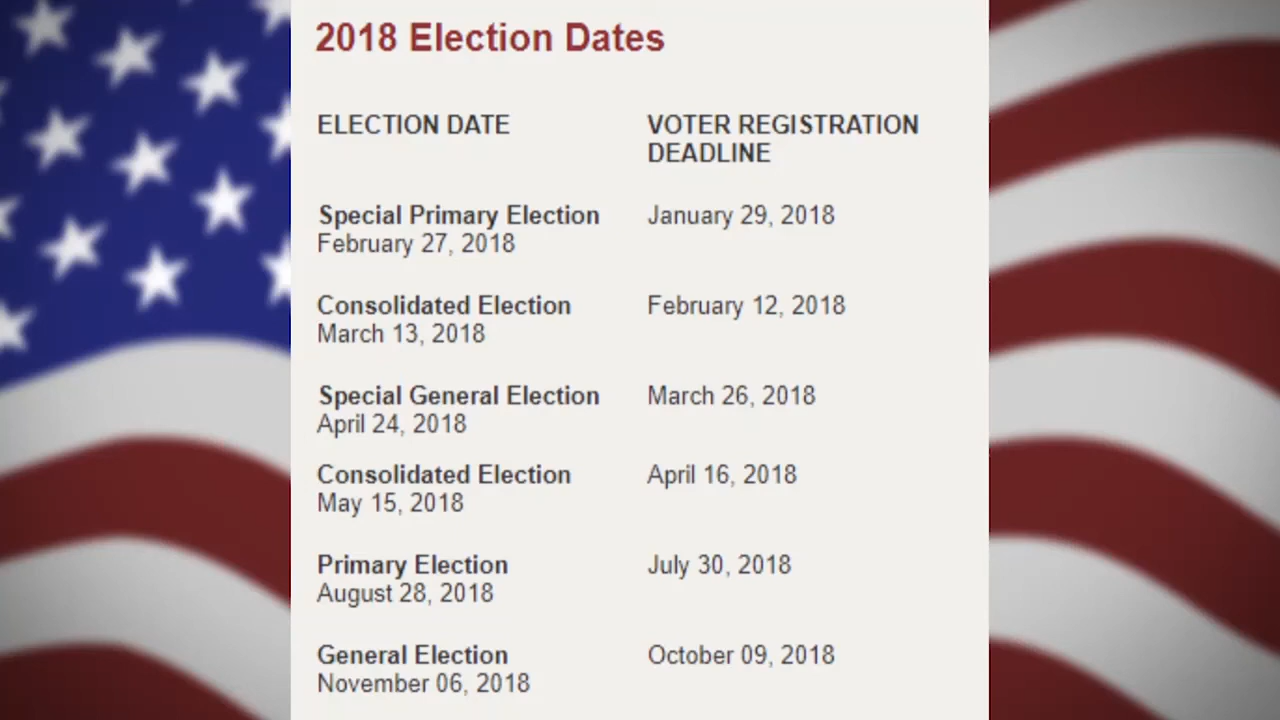 2018 Election Dates
ELECTION DATE
VOTER REGISTRATION
DEADLINE
Special Primary Election
January 29, 2018
February 27, 2018
Consolidated Election
February 12, 2018
March 13, 2018
Special General Election
March 26, 2018
April 24, 2018
Consolidated Election
April 16, 2018
May 15, 2018
Primary Election
July 30, 2018
August 28, 2018
General Election
October 09, 2018
November 06, 2018